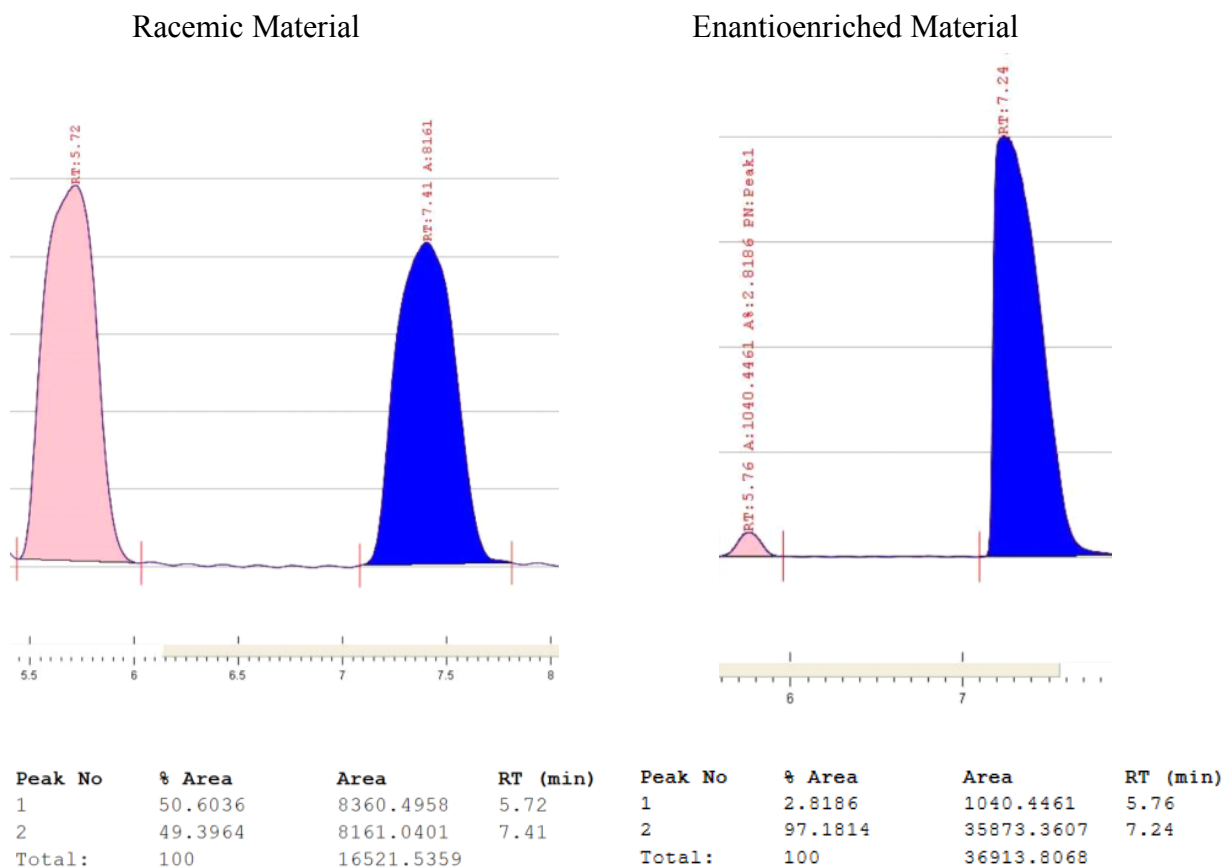 Racemic Material
Enantioenriched Material
RT:5.72
RT:7.41 A:8161
RT:5.76 A:1040.4461 A%:2.8186 PN:Peak1
RT:7.24
5.5 6 6.5 7 7.5 8
6 7
Peak No % Area Area RT (min)
1 50.6036 8360.4958 5.72
2 49.3964 8161.0401 7.41
Total: 100 16521.5359
Peak No % Area Area RT (min)
1 2.8186 1040.4461 5.76
2 97.1814 35873.3607 7.24
Total: 100 36913.8068